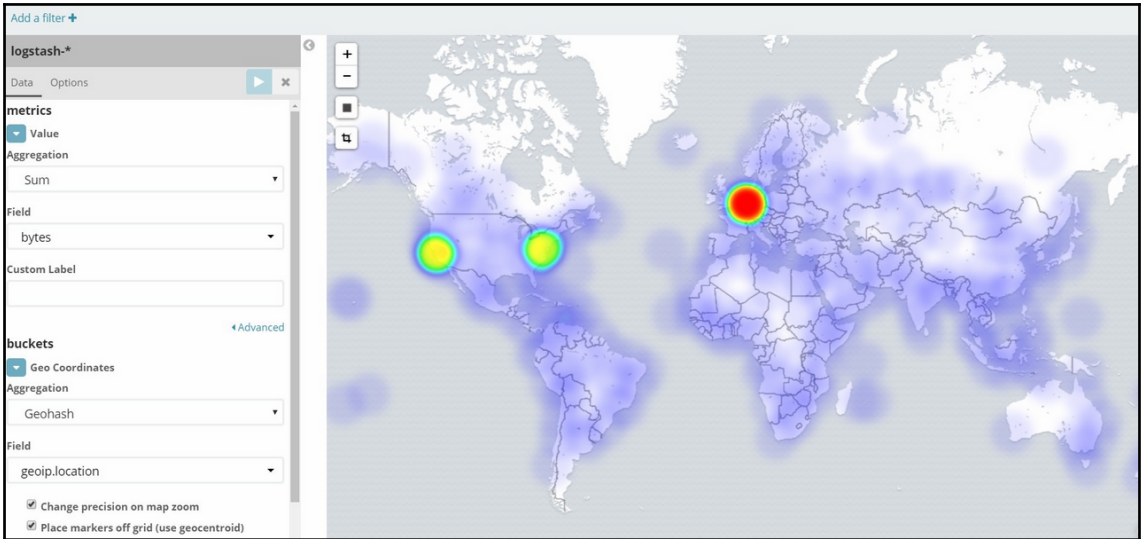 Add a filter +
logstash-*
Data Options
metrics
Value
Aggregation
Sum
Field
bytes
Custom Label
Advanced
buckets
Geo Coordinates
Aggregation
Geohash
Field
geoip.location
Change precision on map zoom
Place markers off grid (use geocentroid)
+
−